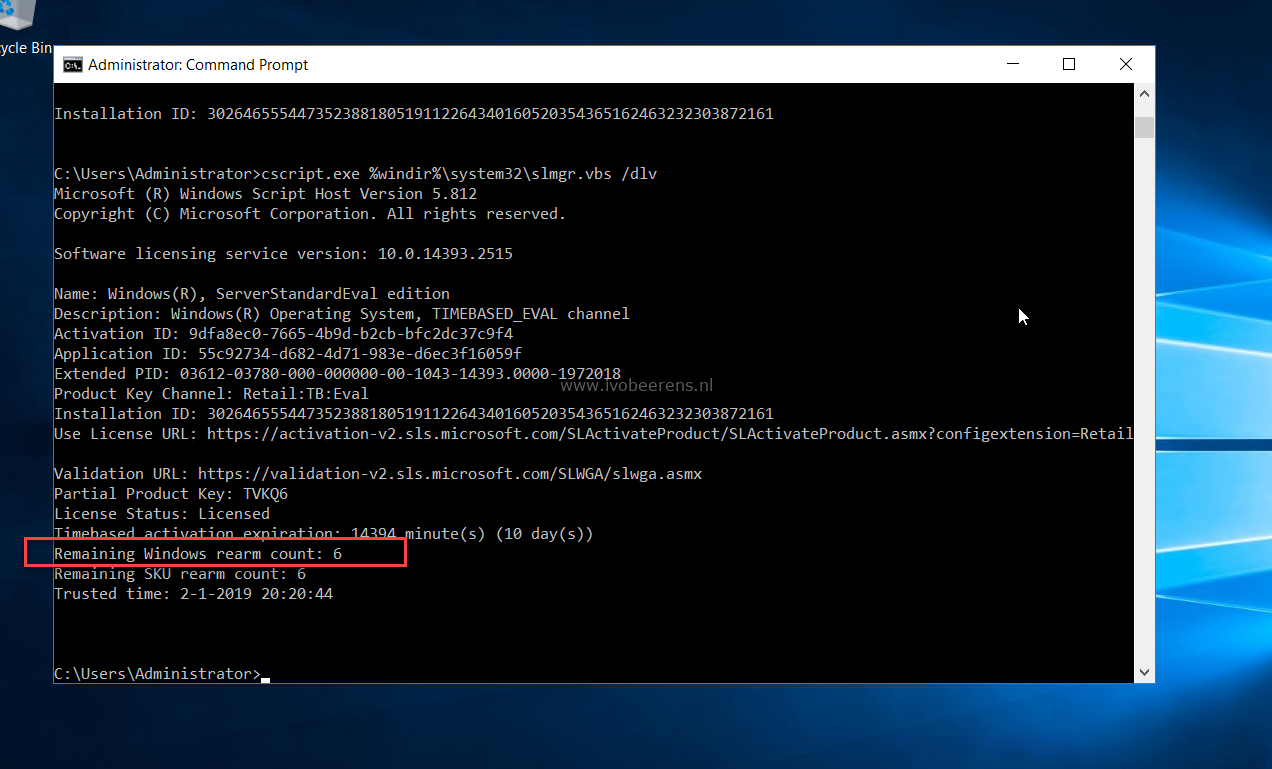 cycle Bin
Administrator: Command Prompt
Installation ID: 302646555447352388180519112264340160520354365162463232303872161
C:\Users\Administrator>cscript.exe %windir%\system32\slmgr.vbs /dlv
Microsoft (R) Windows Script Host Version 5.812
Copyright (C) Microsoft Corporation. All rights reserved.
Software licensing service version: 10.0.14393.2515
Name: Windows(R), ServerStandardEval edition
Description: Windows(R) Operating System, TIMEBASED_EVAL channel
Activation ID: 9dfa8ec0-7665-4b9d-b2cb-bfc2dc37c9f4
Application ID: 55c92734-d682-4d71-983e-d6ec3f16059f
Extended PID: 03612-03780-000-000000-00-1043-14393.0000-1972018
www.ivobeerens.nl
Product Key Channel: Retail:TB:Eval
Installation ID: 302646555447352388180519112264340160520354365162463232303872161
Use License URL: https://activation-v2.sls.microsoft.com/SLActivateProduct/SLActivateProduct.asmx?configextension=Retail
Validation URL: https://validation-v2.sls.microsoft.com/SLWGA/slwga.asmx
Partial Product Key: TVKQ6
License Status: Licensed
Timebased activation expiration: 14394 minute(s) (10 day(s))
Remaining Windows rearm count: 6
Remaining SKU rearm count: 6
Trusted time: 2-1-2019 20:20:44
C:\Users\Administrator>